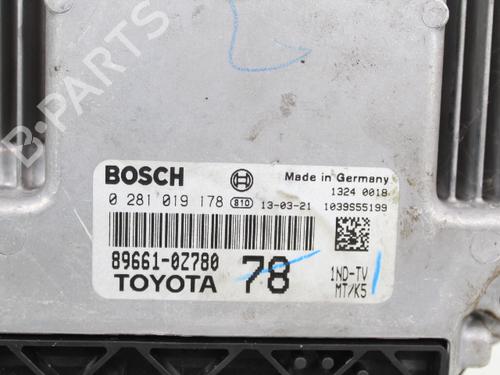 B-PARTS
BOSCH
Made in Germany
1324 0018
0 281 019 178 810 13-03-21 1039S55199
89661-0Z780
TOYOTA
78
1ND-TV
MT/K5